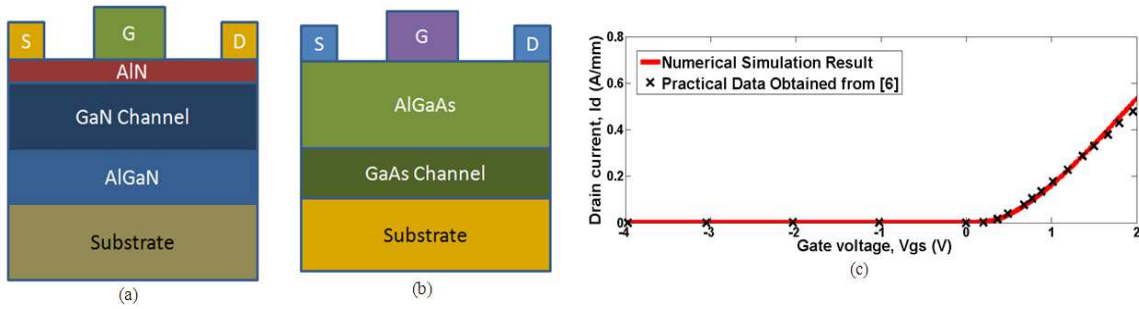 S
G
D
AlN
GaN Channel
AlGaN
Substrate
(a)
S
G
D
AlGaAs
GaAs Channel
Substrate
(b)
Drain current, Id (A/mm)
0.8
0.6
0.4
0.2
0
Numerical Simulation Result
Practical Data Obtained from [6]
-4 -3 -2 -1 0 1 2
Gate voltage, Vgs (V)
(c)